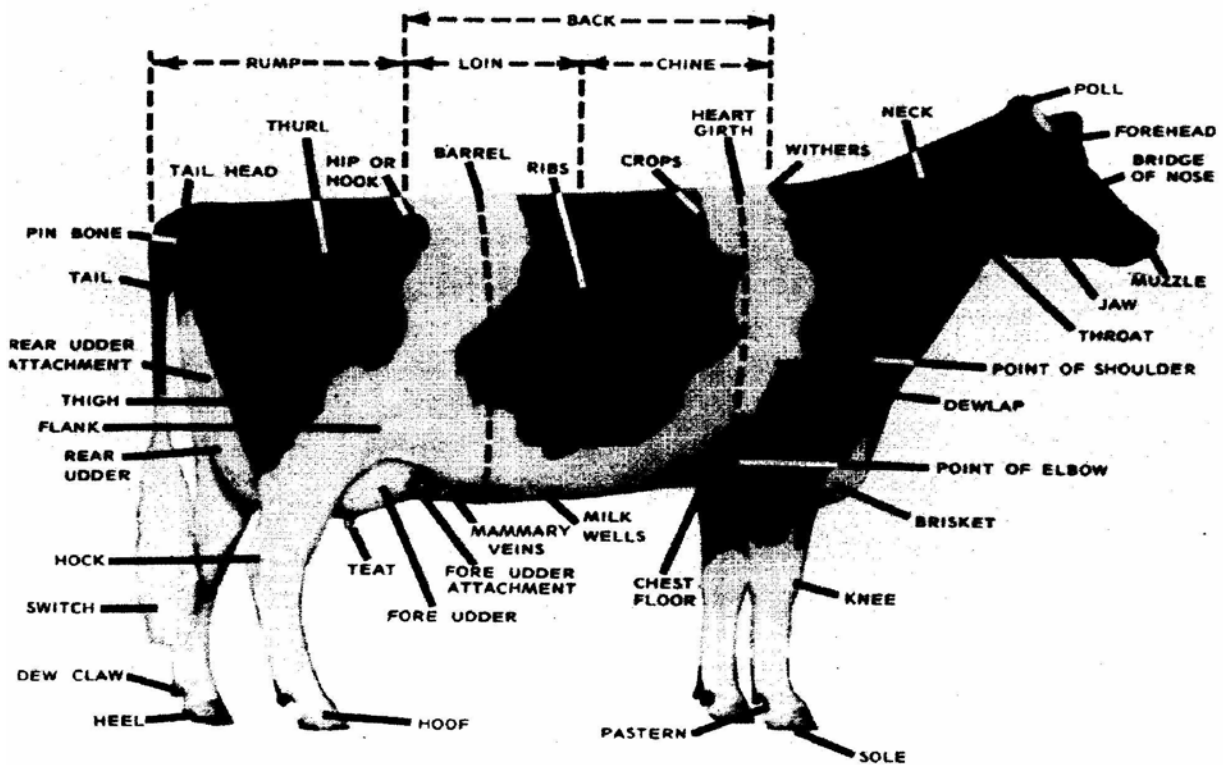 BACK
RUMP
LOIN
CHINE
POLL
HEART
GIRTH
NECK
THURL
FOREHEAD
BARREL
WITHERS
HIP OR
HOOK
CROPS
BRIDGE
OF NOSE
TAIL HEAD
RIBS
PIN BONE
TAIL
MUZZLE
JAW
THROAT
REAR UDDER
ATTACHMENT
POINT OF SHOULDER
THIGH
DEWLAP
FLANK
REAR
UDDER
POINT OF ELBOW
BRISKET
MAMMARY
VEINS
MILK
WELLS
HOCK
TEAT
FORE UDDER
ATTACHMENT
CHEST
FLOOR
KNEE
SWITCH
FORE UDDER
DEW CLAW
HEEL
HOOF
PASTERN
SOLE